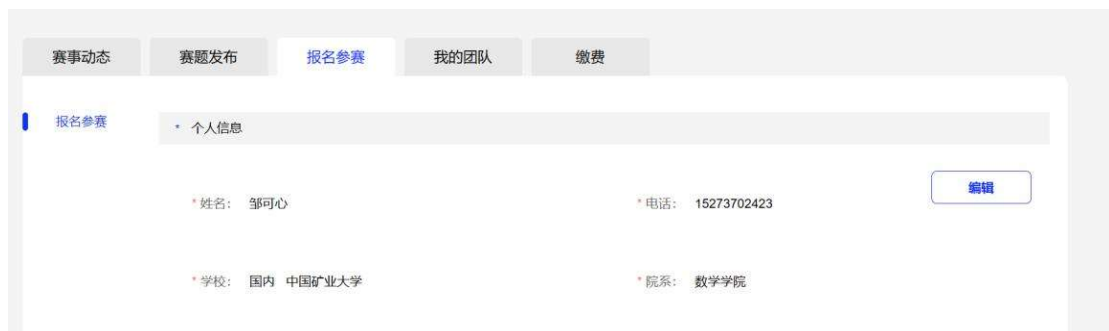 赛事动态 赛题发布 报名参赛 我的团队 缴费
报名参赛 * 个人信息
编辑
*姓名： 邹可心 *电话： 15273702423
*学校： 国内 中国矿业大学 *院系： 数学学院